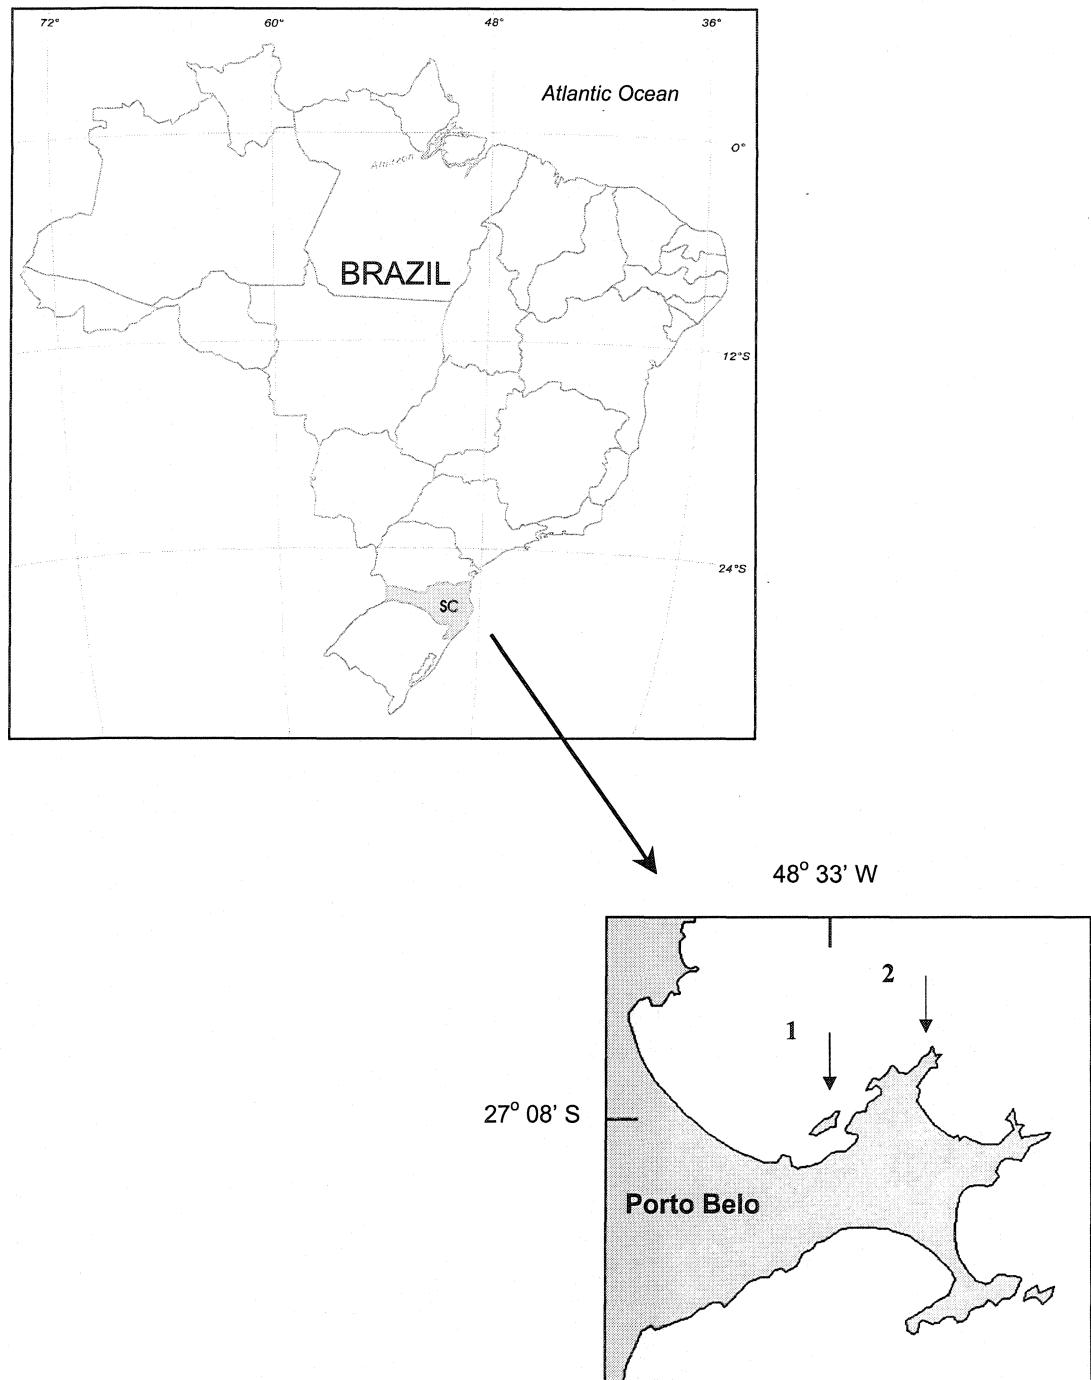 72° 60° 48° 36°
Atlantic Ocean
0°
Amazon
BRAZIL
12°S
24°S
SC
48° 33' W
2
1
27° 08' S
Porto Belo